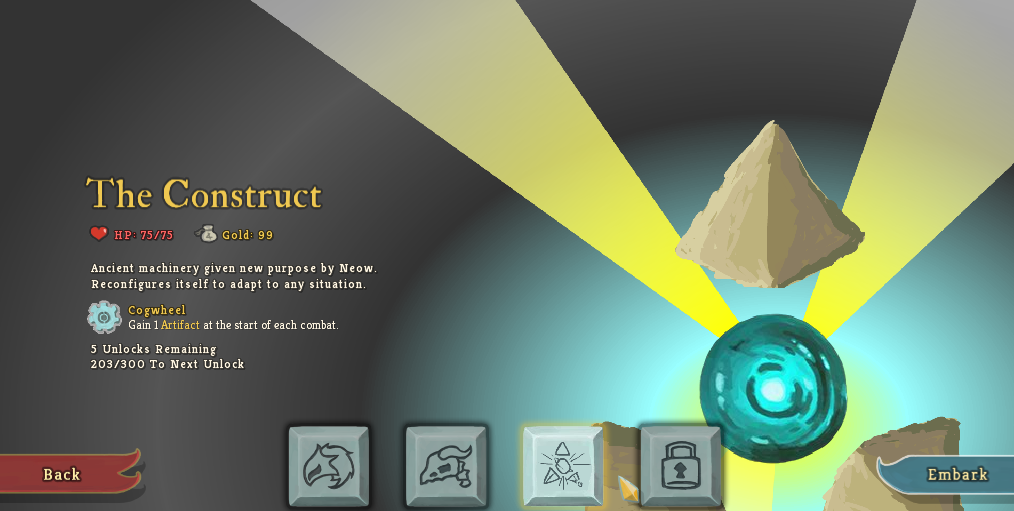 The Construct
HP: 75/75 Gold: 99
Ancient machinery given new purpose by Neow.
Reconfigures itself to adapt to any situation.
Cogwheel
Gain 1 Artifact at the start of each combat.
5 Unlocks Remaining
203/300 To Next Unlock
Back
Embark